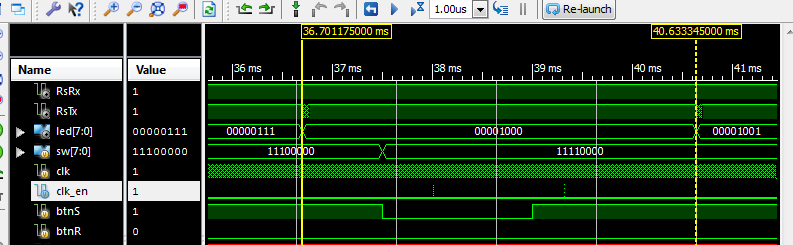 1.00us Re-launch
36.701175000 ms 40.633345000 ms
Name Value 36 ms 37 ms 38 ms 39 ms 40 ms 41 ms
RsRx 1
RsTx 1
led[7:0] 00000111 00000111 00001000 00001001
sw[7:0] 11100000 11100000 11110000
clk 1
clk_en 1
btnS 1
btnR 0